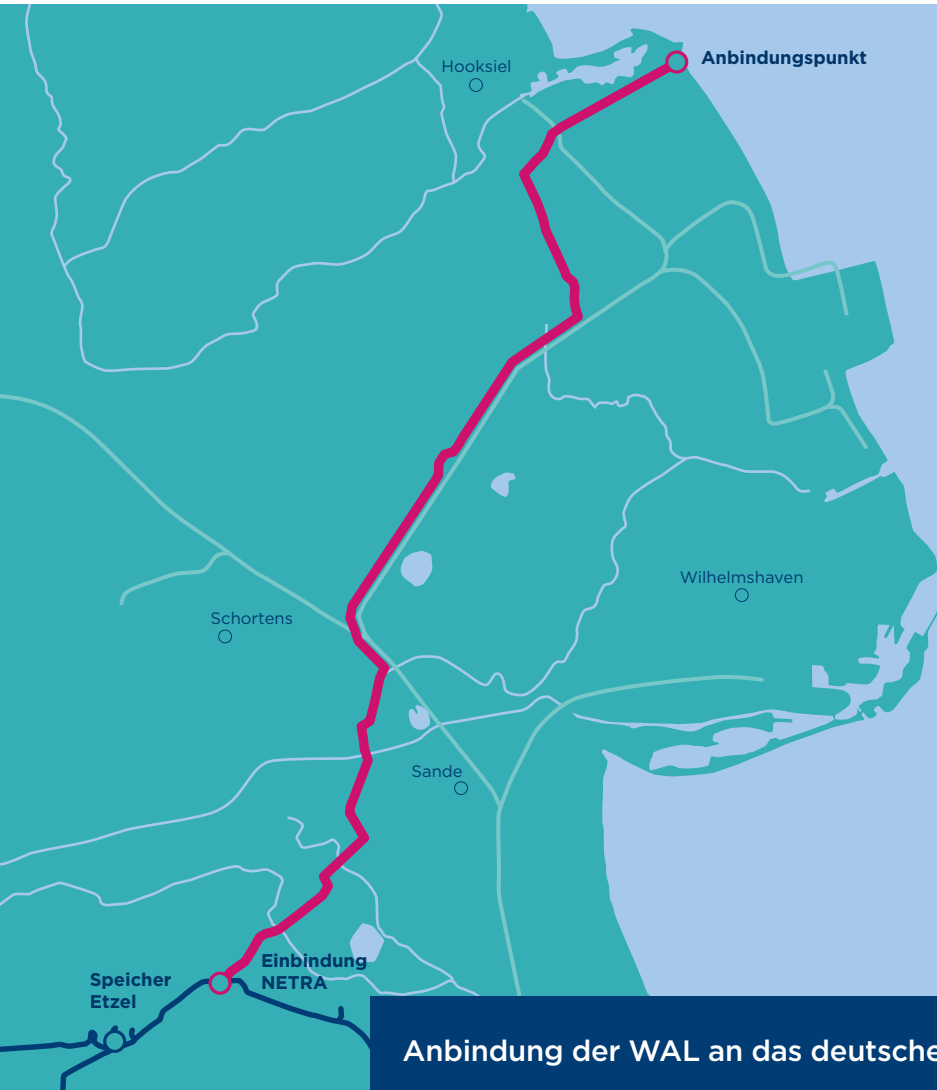 Hooksiel
Anbindungspunkt
Wilhelmshaven
Schortens
Sande
Einbindung
NETRA
Speicher
Etzel
Anbindung der WAL an das deutsche